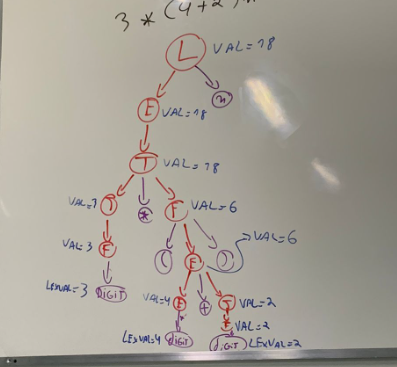 3 * (4+2)n
L VAL=18
E VAL=18
n
T VAL=18
VAL=3 T * F VAL=6
VAL=3 F ( E ) VAL=6
LEXVAL=3 DIGIT
VAL=4 E + T VAL=2
F VAL=2
LEXVAL=4 DIGIT DIGIT LEXVAL=2